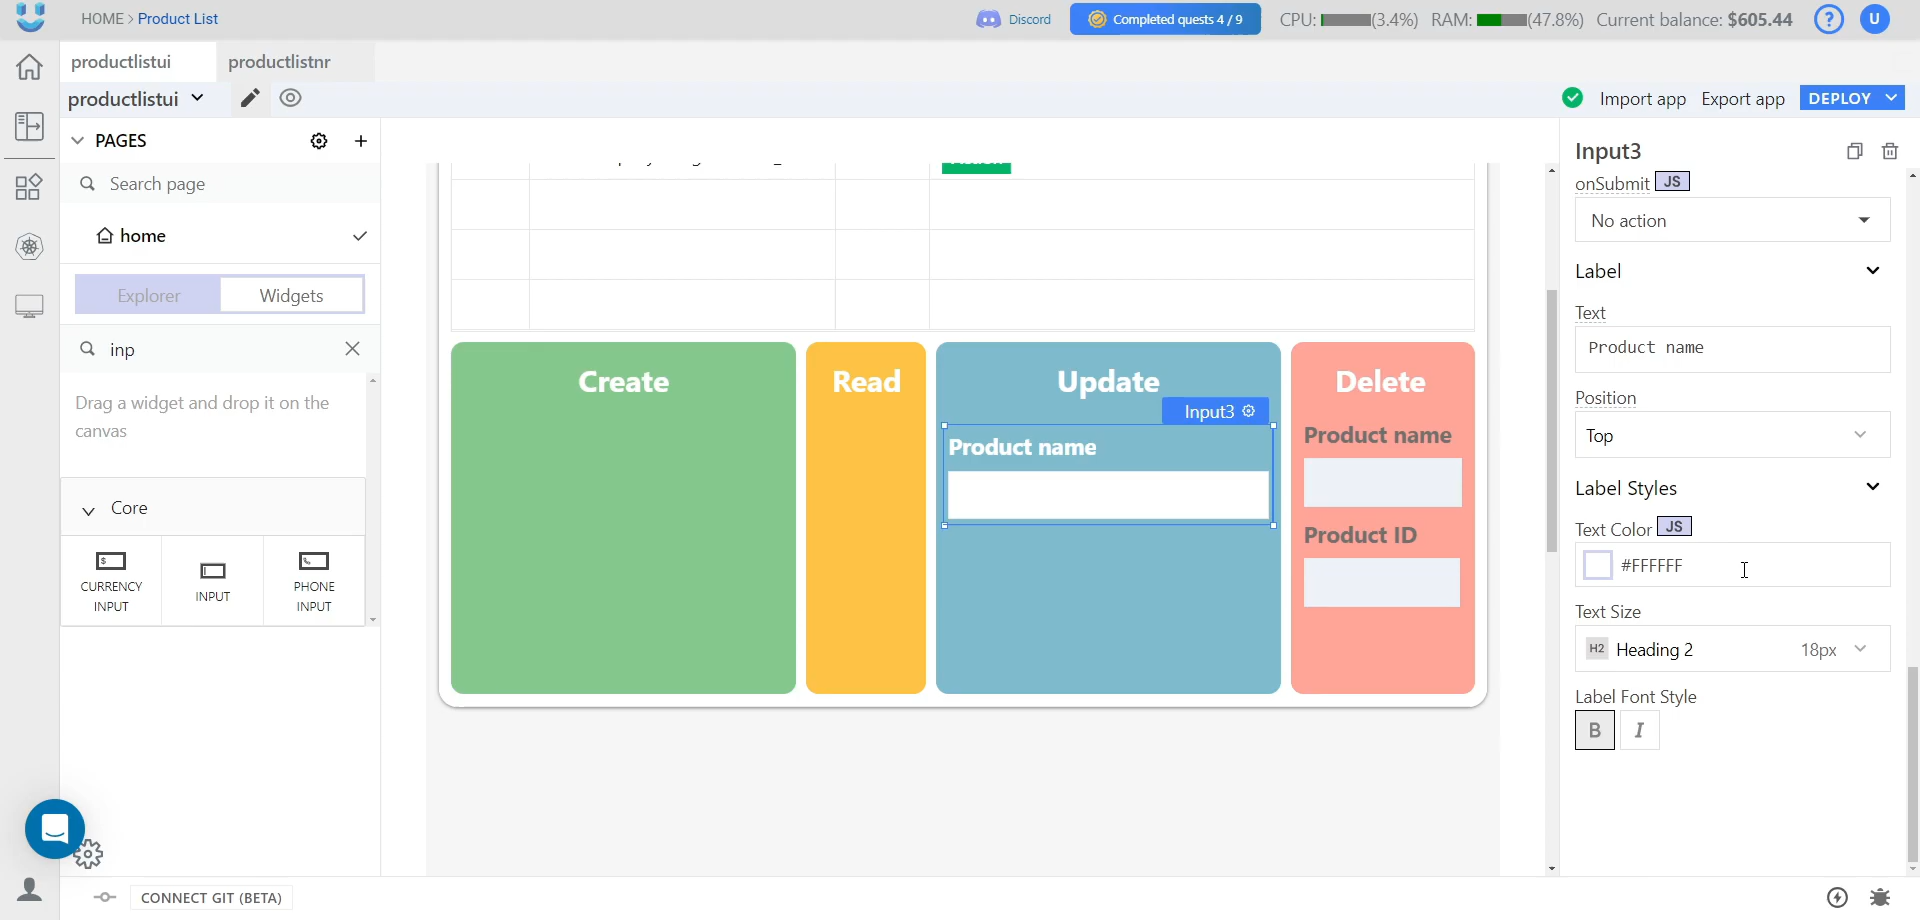 HOME > Product List
Discord
Completed quests 4 / 9
CPU: (3.4%) RAM: (47.8%) Current balance: $605.44
?
U
productlistui
productlistnr
productlistui
Import app
Export app
DEPLOY
PAGES
Search page
home
Explorer
Widgets
inp
Drag a widget and drop it on the
canvas
Core
CURRENCY
INPUT
INPUT
PHONE
INPUT
CONNECT GIT (BETA)
Create
Read
Update
Input3
Product name
Delete
Product name
Product ID
Input3
onSubmit JS
No action
Label
Text
Product name
Position
Top
Label Styles
Text Color JS
#FFFFFF
Text Size
H2 Heading 2 18px
Label Font Style
B I